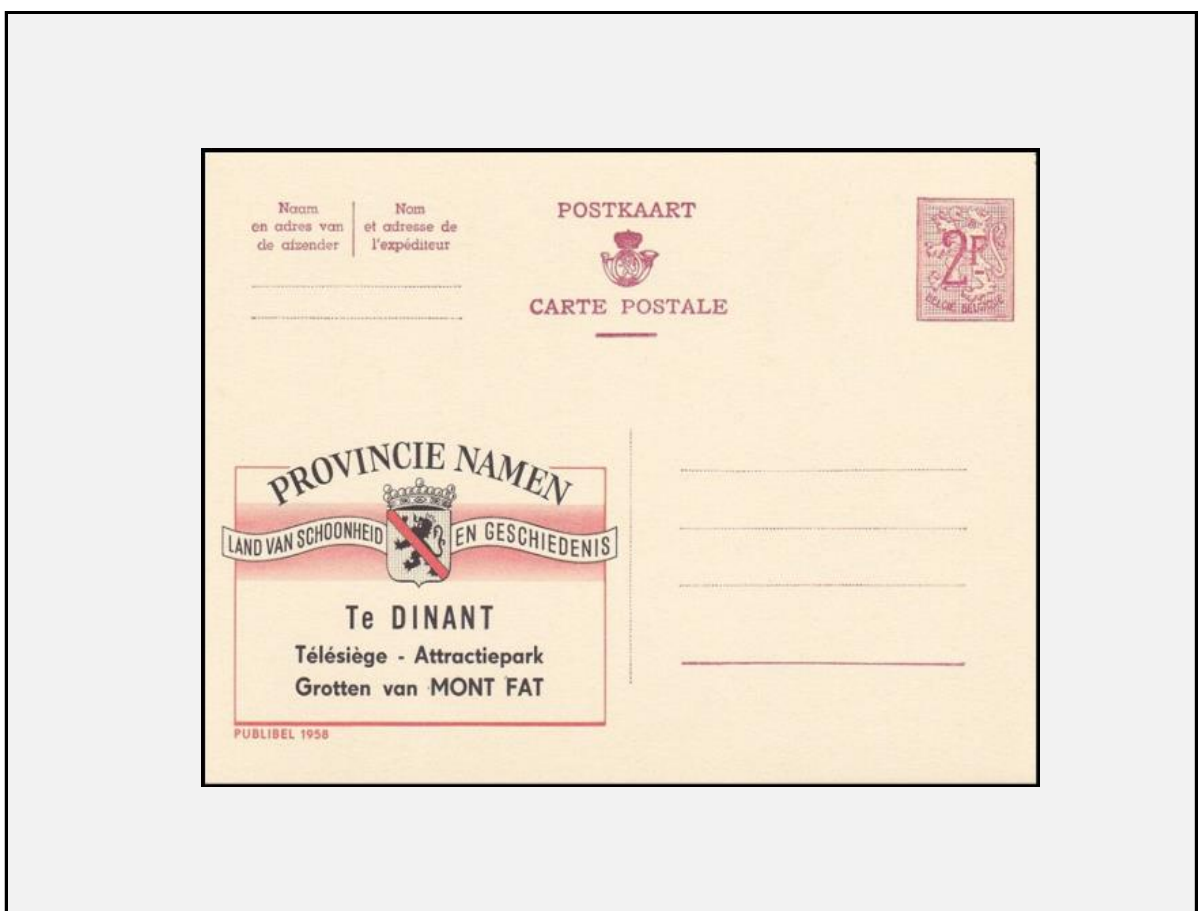 Naam
en adres van
de afzender
Nom
et adresse de
l'expéditeur
POSTKAART
CARTE POSTALE
2F
BELGIE BELGIQUE
PROVINCIE NAMEN
LAND VAN SCHOONHEID EN GESCHIEDENIS
Te DINANT
Télésiège - Attractiepark
Grotten van MONT FAT
PUBLIBEL 1958